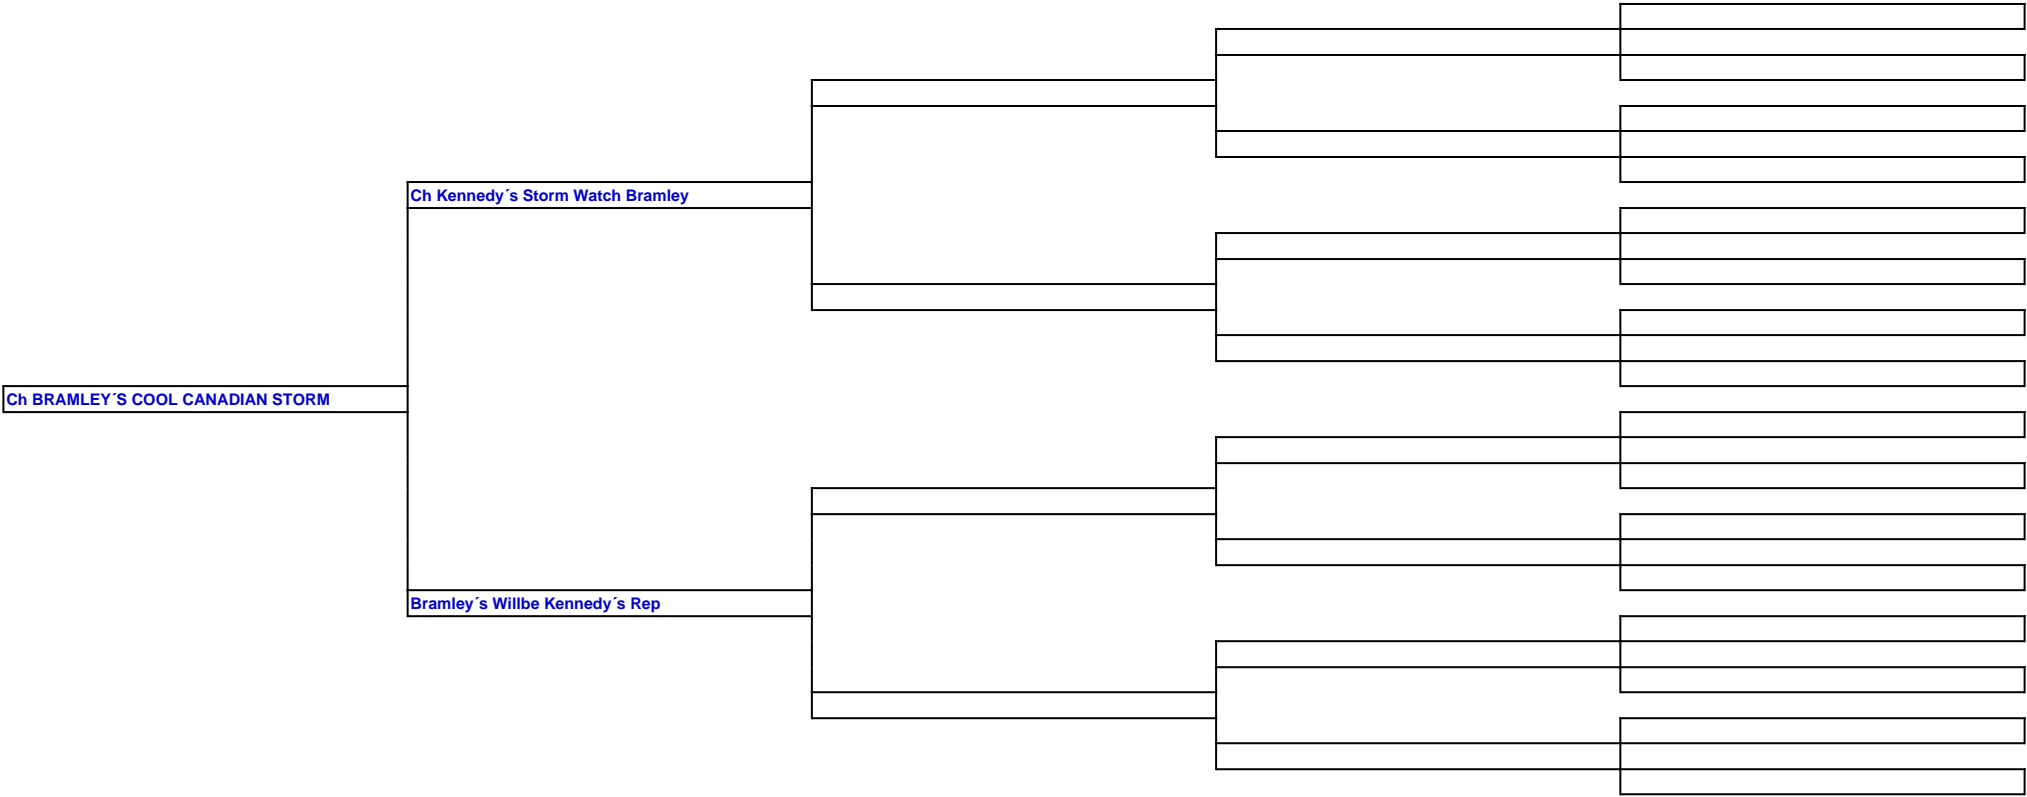 Ch Kennedy´s Storm Watch Bramley
Ch BRAMLEY´S COOL CANADIAN STORM
Bramley´s Willbe Kennedy´s Rep